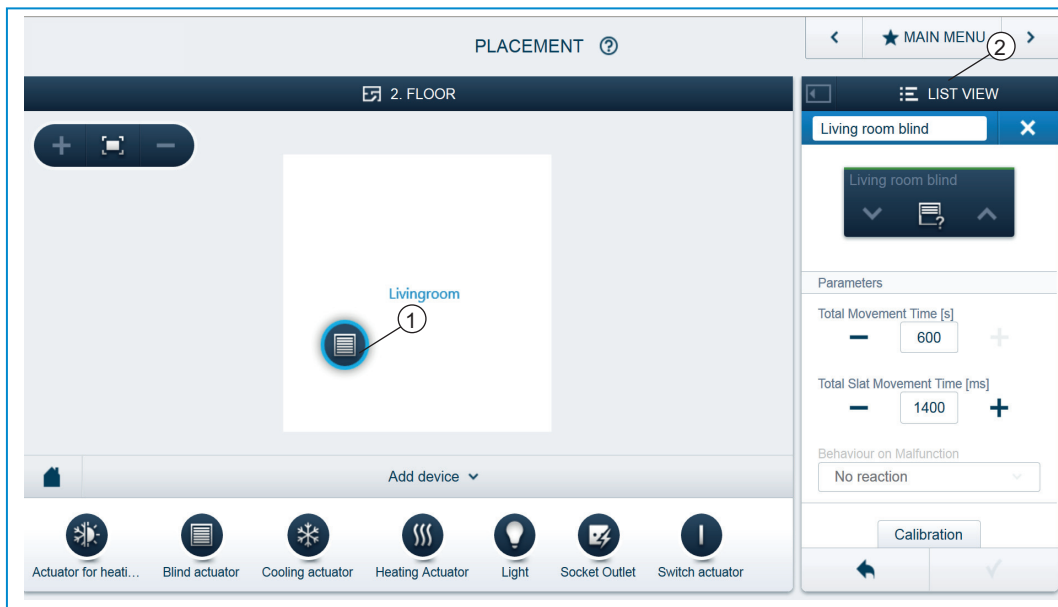 PLACEMENT ?
MAIN MENU
2
2. FLOOR
LIST VIEW
Living room blind
Living room blind
?
Livingroom
1
Parameters
Total Movement Time [s]
600
Total Slat Movement Time [ms]
1400
Behaviour on Malfunction
No reaction
Add device
Calibration
Actuator for heati...
Blind actuator
Cooling actuator
Heating Actuator
Light
Socket Outlet
Switch actuator